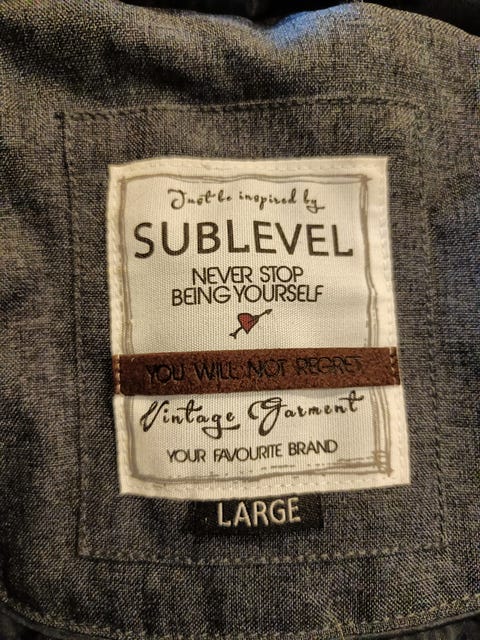 Just be inspired by
SUBLEVEL
NEVER STOP
BEING YOURSELF
YOU WILL NOT REGRET
Vintage Garment
YOUR FAVOURITE BRAND
LARGE